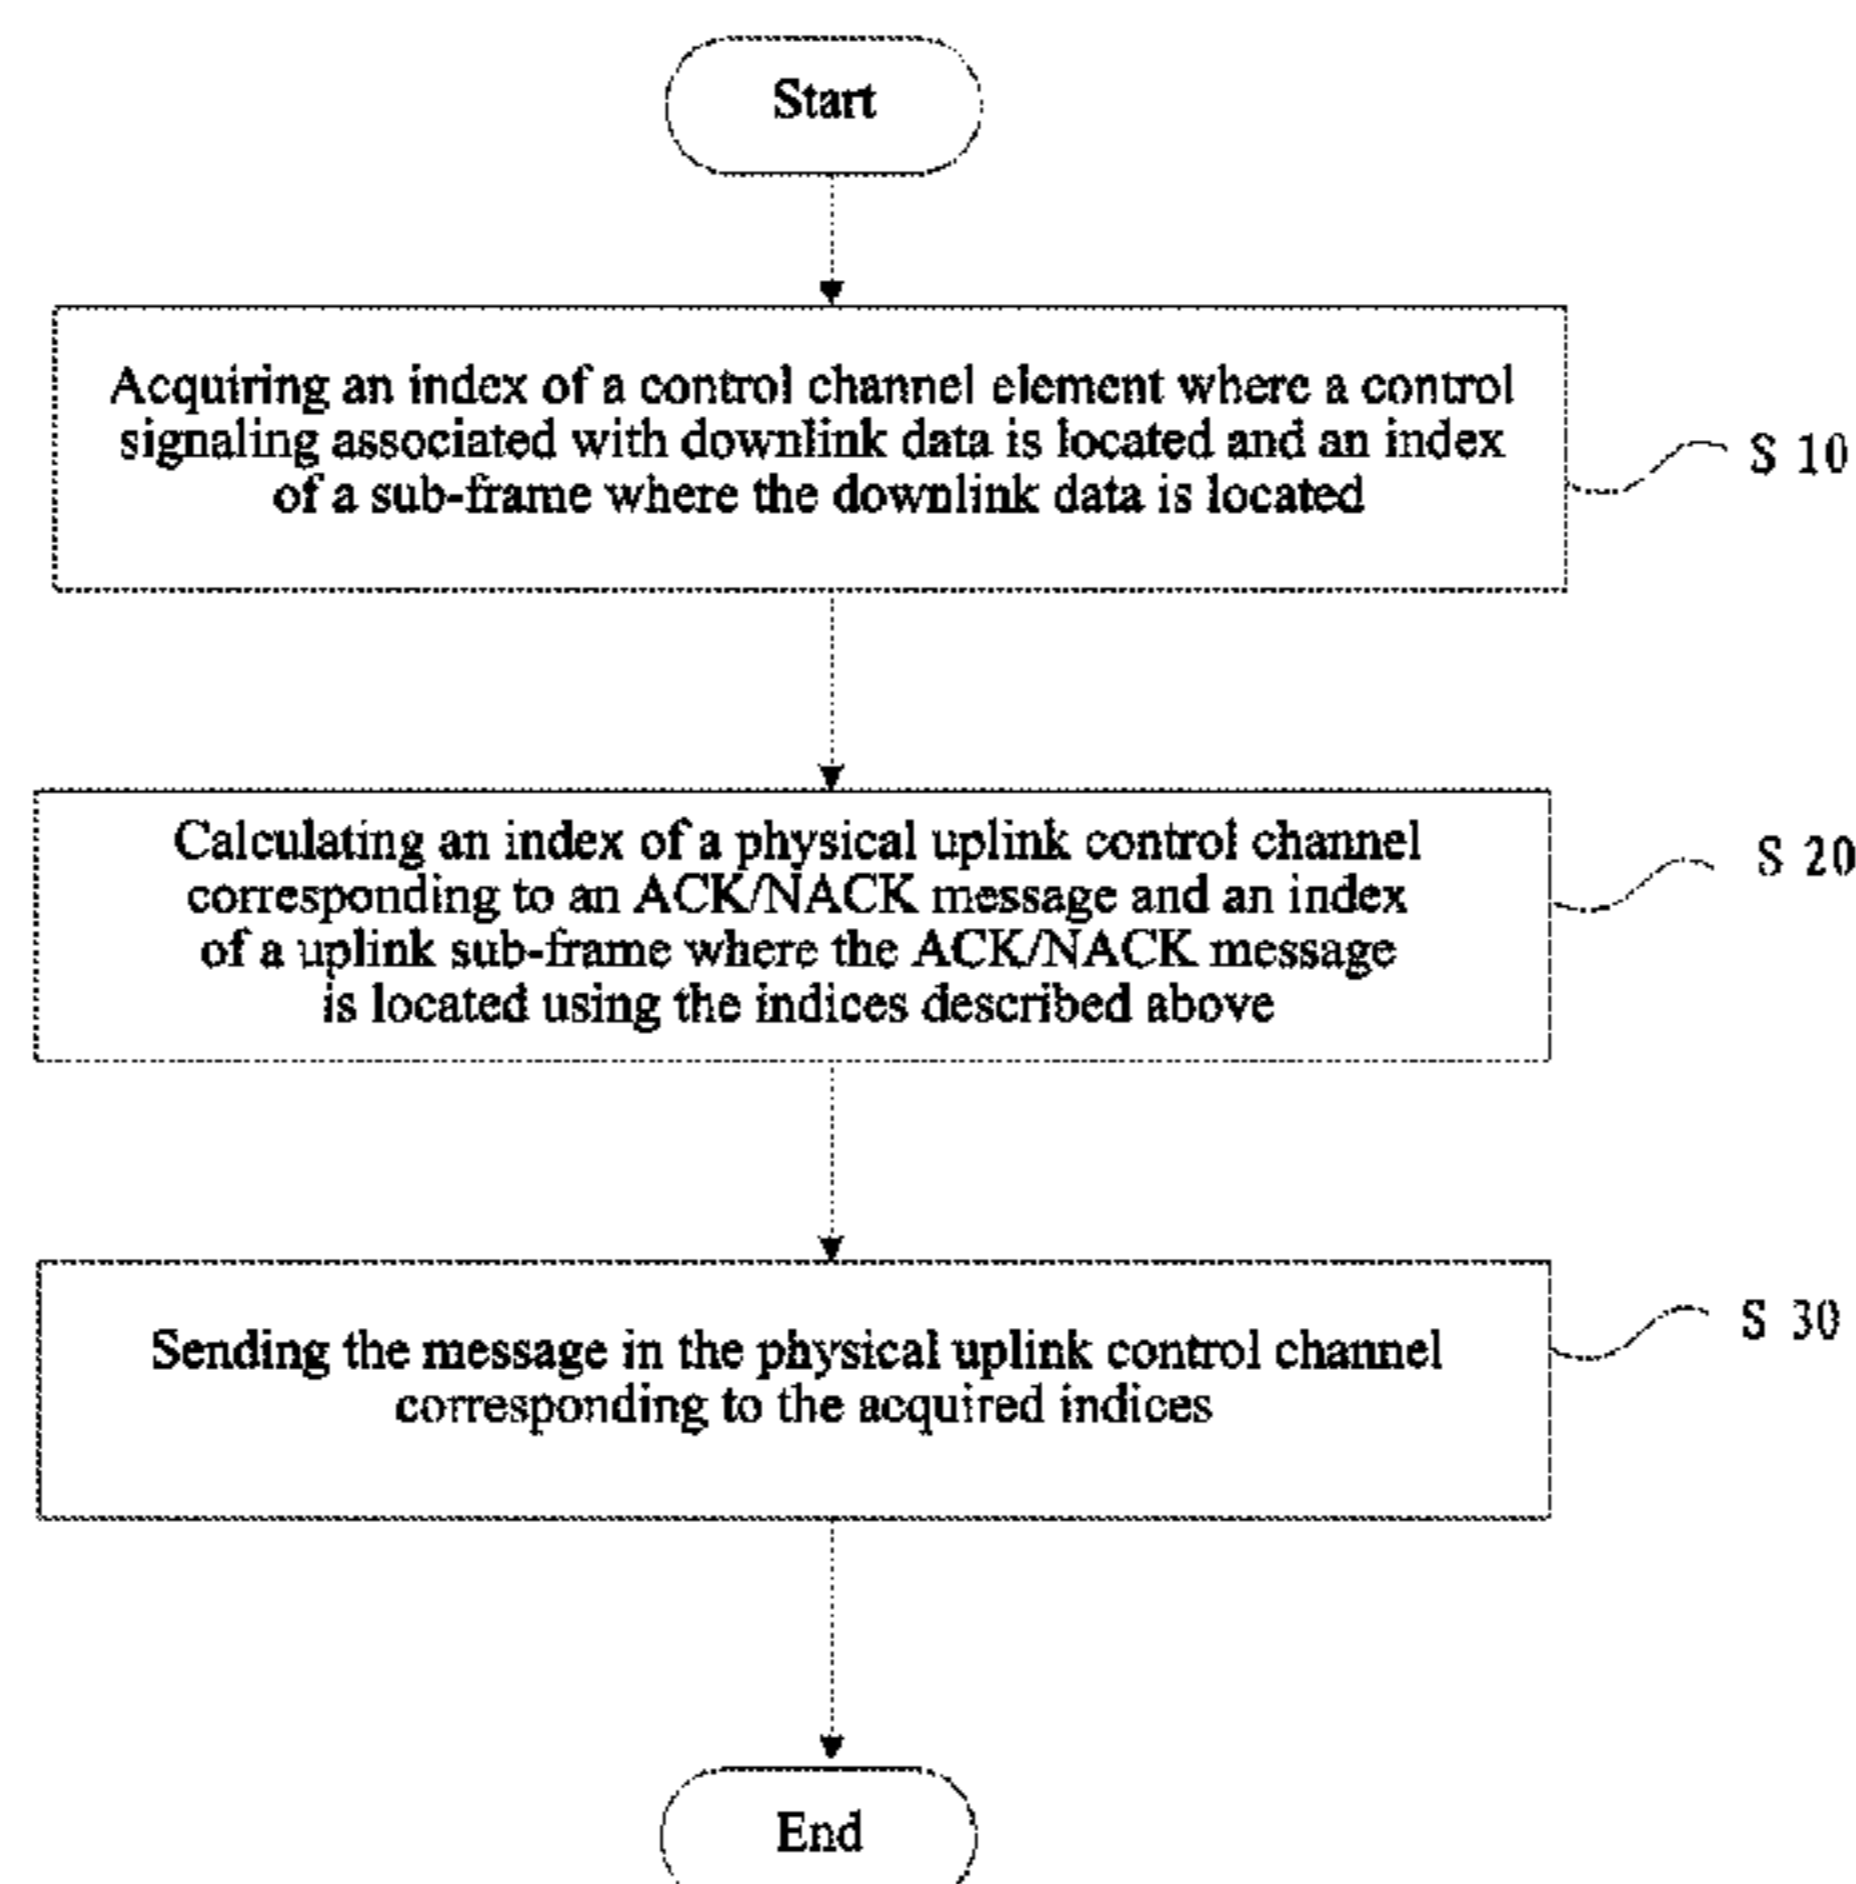 Start
Acquiring an index of a control channel element where a control
signaling associated with downlink data is located and an index
of a sub-frame where the downlink data is located
S 10
Calculating an index of a physical uplink control channel
corresponding to an ACK/NACK message and an index
of a uplink sub-frame where the ACK/NACK message
is located using the indices described above
S 20
Sending the message in the physical uplink control channel
corresponding to the acquired indices
S 30
End